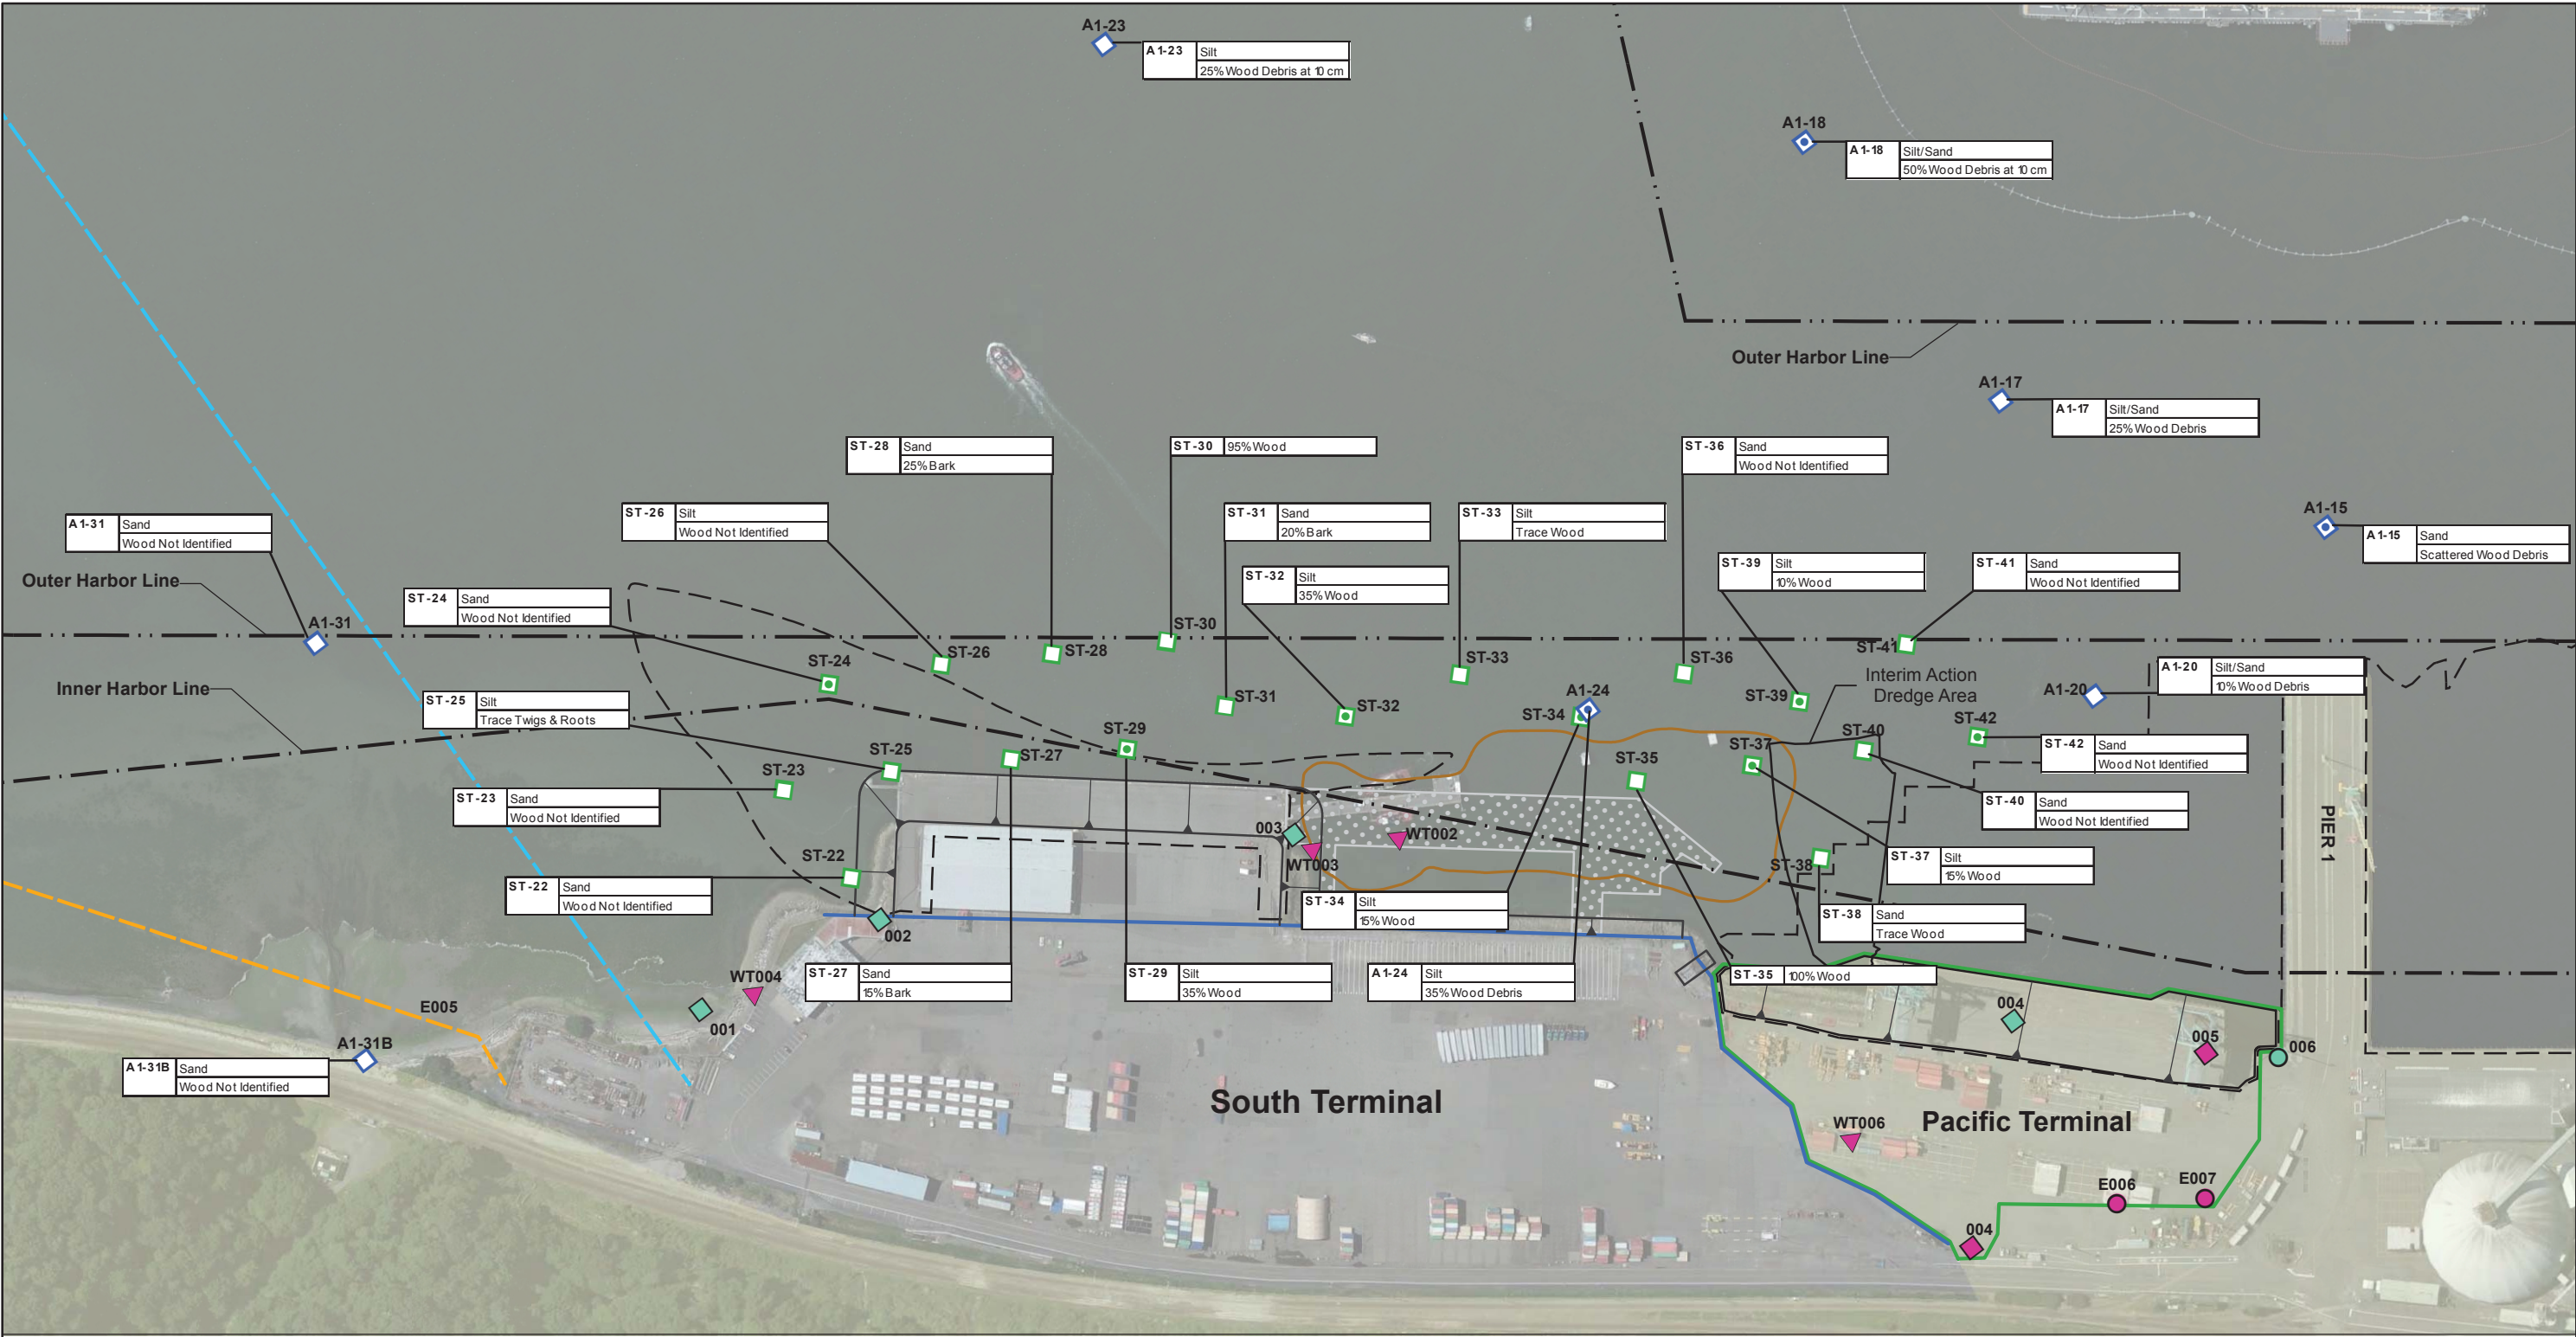 A1-23
A1-23 Silt
25% Wood Debris at 10 cm
A1-18
A1-18 Silt/Sand
50% Wood Debris at 10 cm
Outer Harbor Line
A1-17
A1-17 Silt/Sand
25% Wood Debris
ST-28 Sand
25% Bark
ST-30 95% Wood
ST-36 Sand
Wood Not Identified
A1-31 Sand
Wood Not Identified
ST-26 Silt
Wood Not Identified
ST-31 Sand
20% Bark
ST-33 Silt
Trace Wood
A1-15
A1-15 Sand
Scattered Wood Debris
ST-39 Silt
10% Wood
ST-41 Sand
Wood Not Identified
ST-32 Silt
35% Wood
Outer Harbor Line
ST-24 Sand
Wood Not Identified
A1-31
ST-30
ST-24
ST-26
ST-28
ST-33
ST-36
ST-41
Inner Harbor Line
Interim Action
Dredge Area
A1-20 Silt/Sand
10% Wood Debris
A1-20
ST-25 Silt
Trace Twigs & Roots
ST-31
ST-32
A1-24
ST-34
ST-39
ST-29
ST-25
ST-27
ST-23
ST-35
ST-37
ST-40
ST-42
ST-42 Sand
Wood Not Identified
ST-23 Sand
Wood Not Identified
ST-40 Sand
Wood Not Identified
003
WT002
WT003
PIER 1
ST-22
ST-38
ST-37 Silt
15% Wood
ST-22 Sand
Wood Not Identified
ST-34 Silt
15% Wood
ST-38 Sand
Trace Wood
002
WT004
ST-27 Sand
15% Bark
ST-29 Silt
35% Wood
A1-24 Silt
35% Wood Debris
ST-35 100% Wood
E005
001
004
005
006
A1-31B
A1-31B Sand
Wood Not Identified
South Terminal
Pacific Terminal
WT006
E006
E007
004